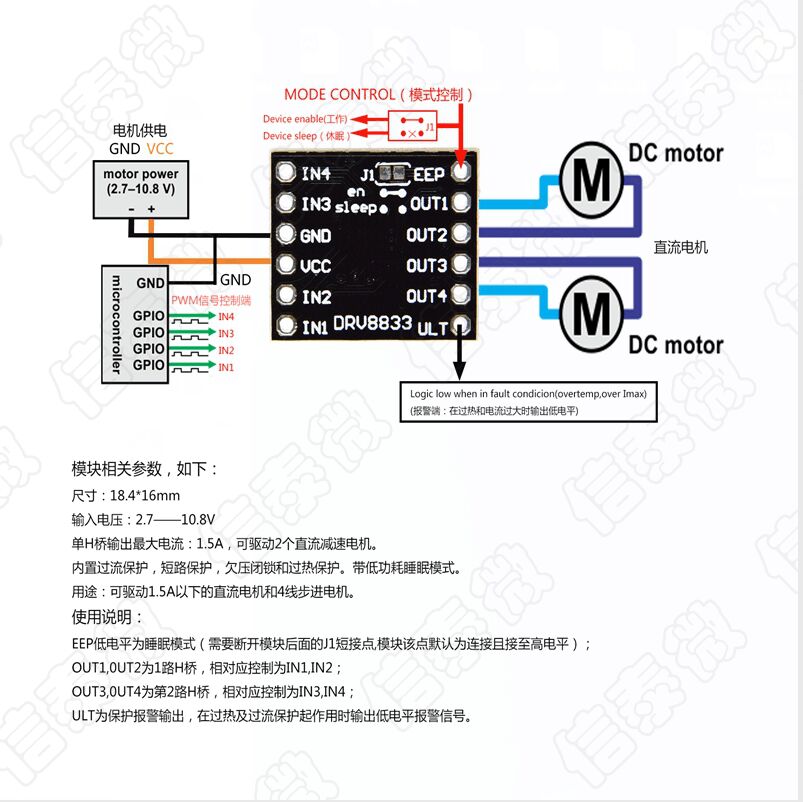 MODE CONTROL（模式控制）
Device enable(工作)
Device sleep（休眠）
J1
电机供电
GND VCC
motor power
(2.7–10.8 V)
- +
microcontroller
GND
GPIO
GPIO
GPIO
GPIO
GND
PWM信号控制端
IN4
IN3
IN2
IN1
IN4
IN3
GND
VCC
IN2
IN1
J1
en
sleep
DRV8833
EEP
OUT1
OUT2
OUT3
OUT4
ULT
M
DC motor
直流电机
M
DC motor
Logic low when in fault condicion(overtemp,over Imax)
(报警端：在过热和电流过大时输出低电平)
模块相关参数，如下：
尺寸：18.4*16mm
输入电压：2.7——10.8V
单H桥输出最大电流：1.5A，可驱动2个直流减速电机。
内置过流保护，短路保护，欠压闭锁和过热保护。带低功耗睡眠模式。
用途：可驱动1.5A以下的直流电机和4线步进电机。
使用说明：
EEP低电平为睡眠模式（需要断开模块后面的J1短接点,模块该点默认为连接且接至高电平）；
OUT1,0UT2为1路H桥，相对应控制为IN1,IN2；
OUT3,0UT4为第2路H桥，相对应控制为IN3,IN4；
ULT为保护报警输出，在过热及过流保护起作用时输出低电平报警信号。
信泰微